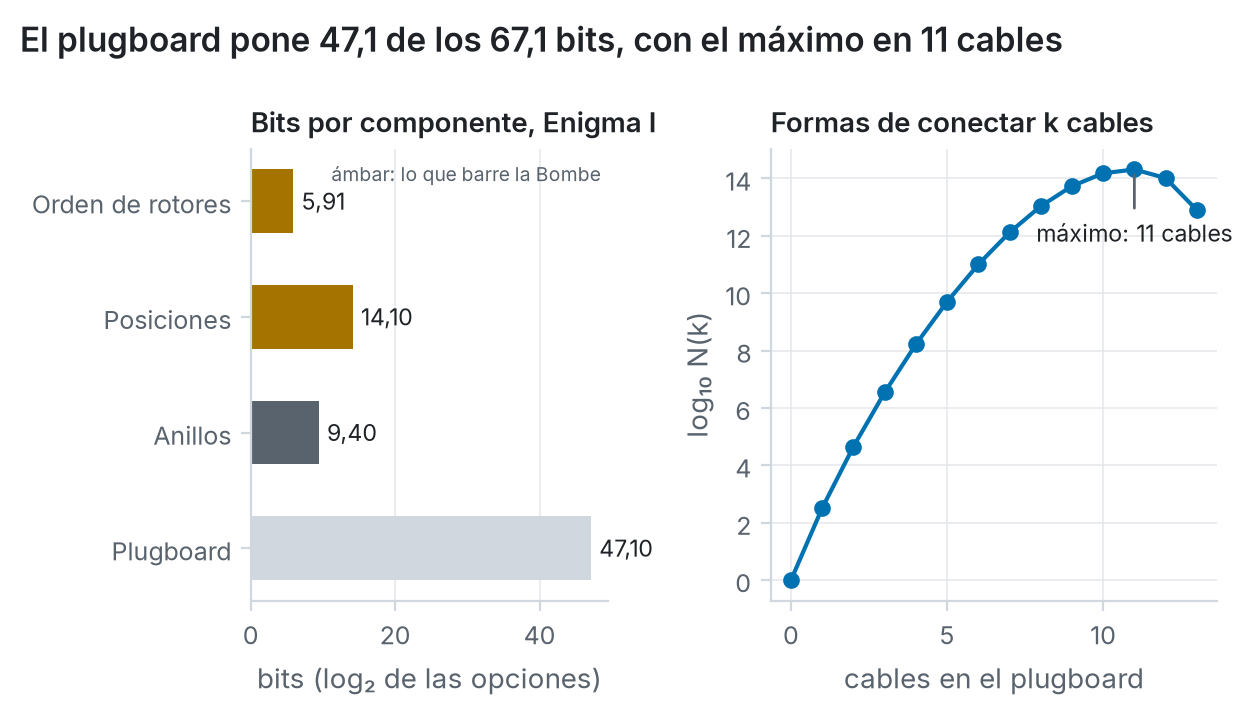 El plugboard pone 47,1 de los 67,1 bits, con el máximo en 11 cables
Bits por componente, Enigma I
ámbar: lo que barre la Bombe
Orden de rotores
5,91
Posiciones
14,10
Anillos
9,40
Plugboard
47,10
0
20
40
bits (log₂ de las opciones)
Formas de conectar k cables
14
12
10
8
6
4
2
0
log₁₀ N(k)
máximo: 11 cables
0
5
10
cables en el plugboard